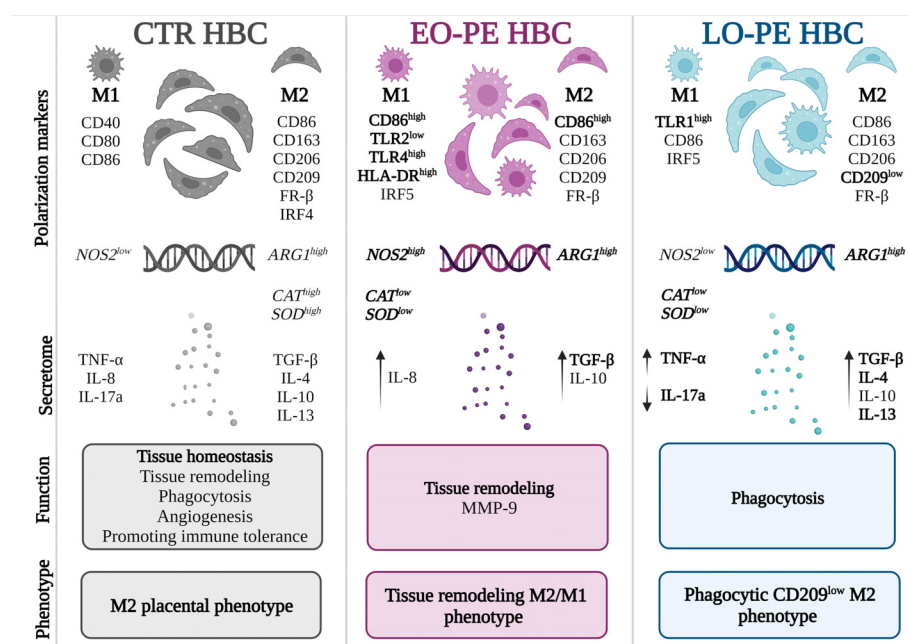 CTR HBC
EO-PE HBC
LO-PE HBC
Polarization markers
M1
CD40
CD80
CD86
M2
CD86
CD163
CD206
CD209
FR-β
IRF4
NOS2low
ARG1high
CAThigh
SODhigh
M1
CD86high
TLR2low
TLR4high
HLA-DRhigh
IRF5
M2
CD86high
CD163
CD206
CD209
FR-β
NOS2high
ARG1high
CATlow
SODlow
M1
TLR1high
CD86
IRF5
M2
CD86
CD163
CD206
CD209low
FR-β
NOS2low
ARG1high
CATlow
SODlow
Secretome
TNF-α
IL-8
IL-17a
TGF-β
IL-4
IL-10
IL-13
IL-8
TGF-β
IL-10
TNF-α
IL-17a
TGF-β
IL-4
IL-10
IL-13
Function
Tissue homeostasis
Tissue remodeling
Phagocytosis
Angiogenesis
Promoting immune tolerance
Tissue remodeling
MMP-9
Phagocytosis
Phenotype
M2 placental phenotype
Tissue remodeling M2/M1
phenotype
Phagocytic CD209low M2
phenotype